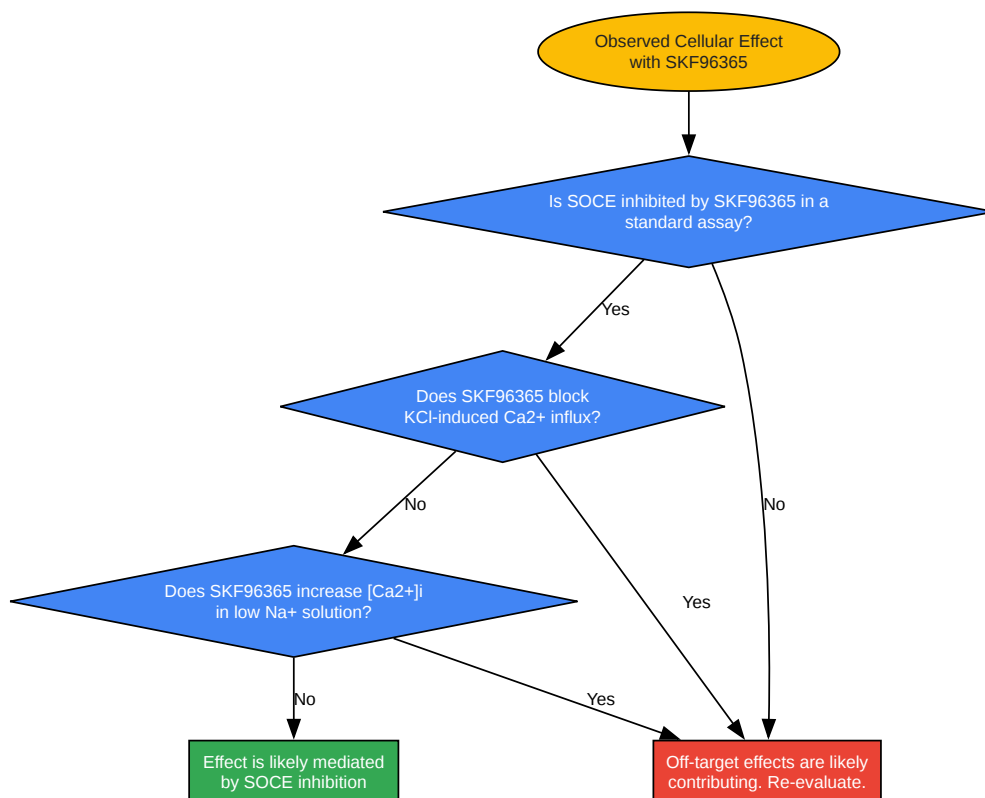 Observed Cellular Effect
with SKF96365
Is SOCE inhibited by SKF96365 in a
standard assay?
Yes
Does SKF96365 block
KCl-induced Ca2+ influx?
No
No
Does SKF96365 increase [Ca2+]i
in low Na+ solution?
Yes
No
Yes
Effect is likely mediated
by SOCE inhibition
Off-target effects are likely
contributing. Re-evaluate.